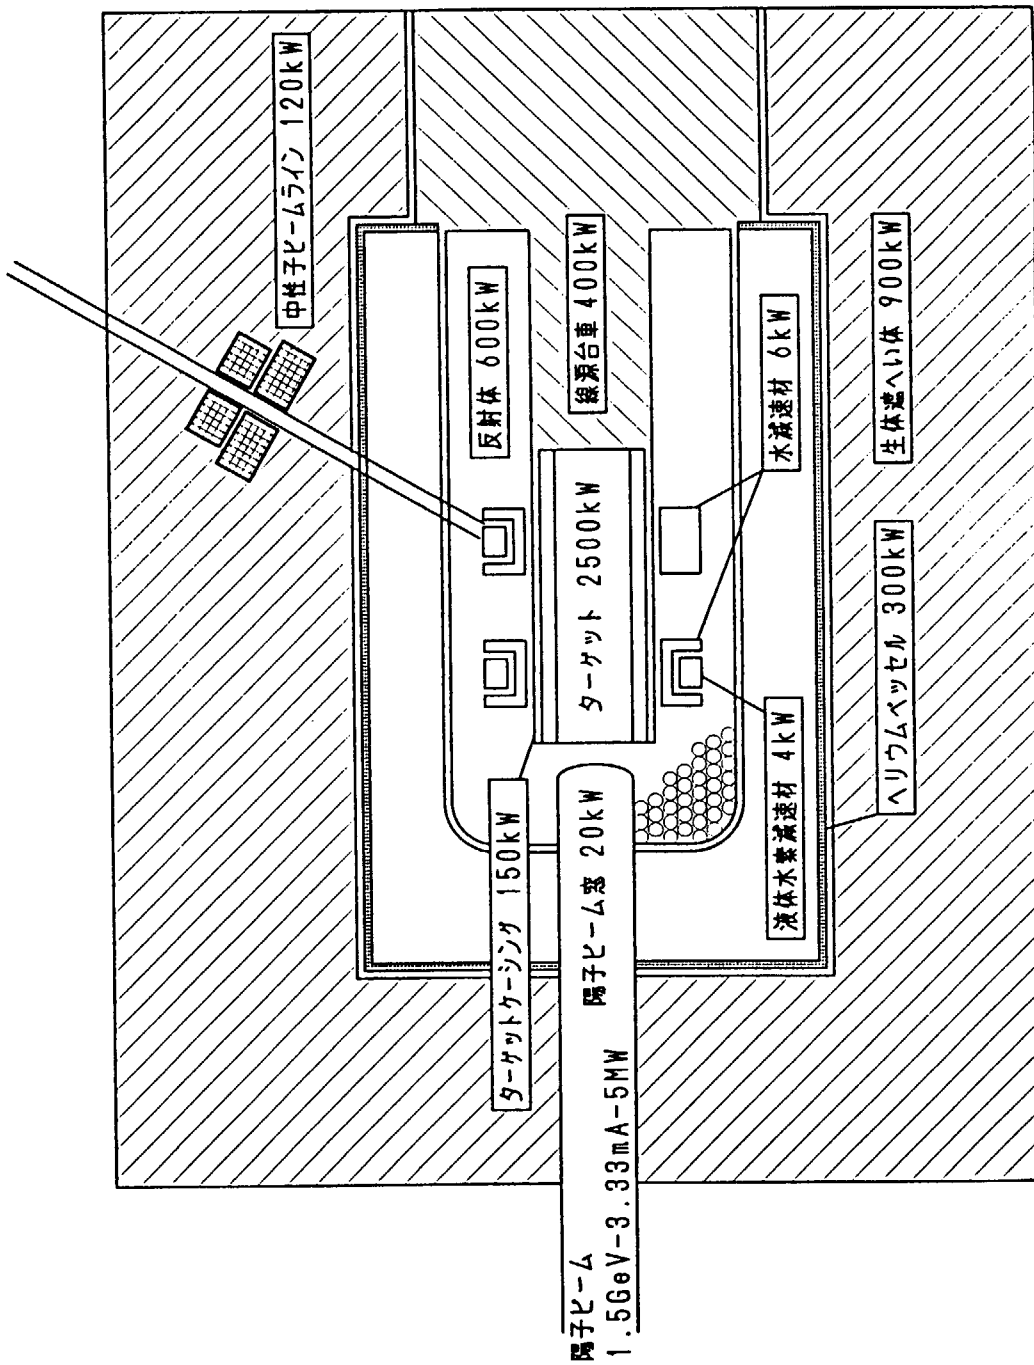 陽子ビーム
1.5GeV-3.33mA-5MW
陽子ビーム窓 20kW
ターゲットケーシング 150kW
ターゲット 2500kW
反射体 600kW
線源台車 400kW
中性子ビームライン 120kW
液体水素減速材 4kW
水減速材 6kW
ヘリウムベッセル 300kW
生体遮へい体 900kW